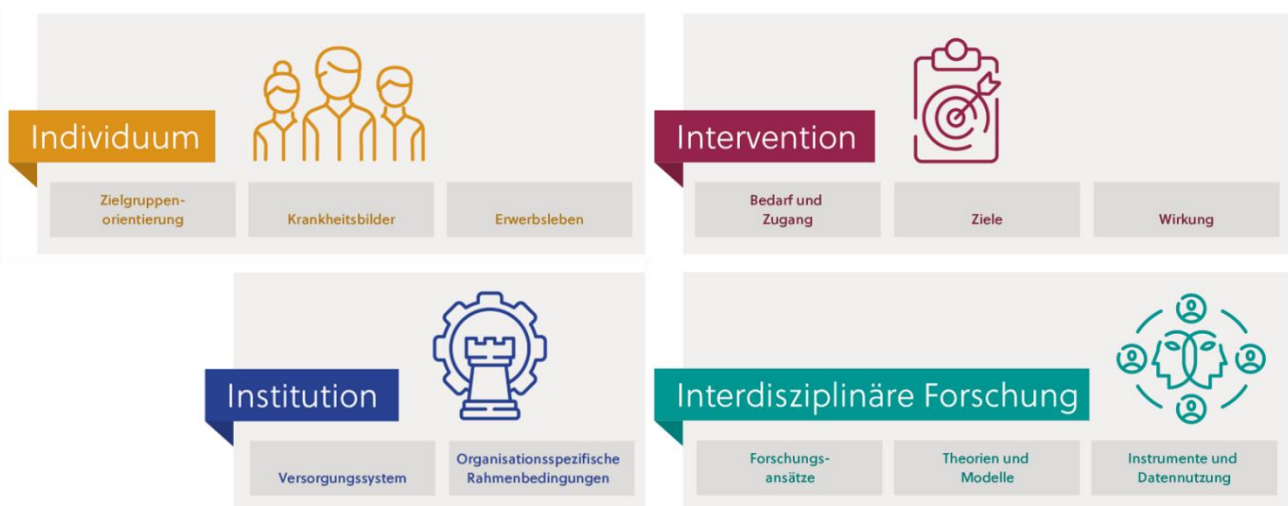 Individuum
Zielgruppen-
orientierung
Krankheitsbilder
Erwerbsleben
Intervention
Bedarf und
Zugang
Ziele
Wirkung
Institution
Versorgungssystem
Organisationsspezifische
Rahmenbedingungen
Interdisziplinäre Forschung
Forschungs-
ansätze
Theorien und
Modelle
Instrumente und
Datennutzung